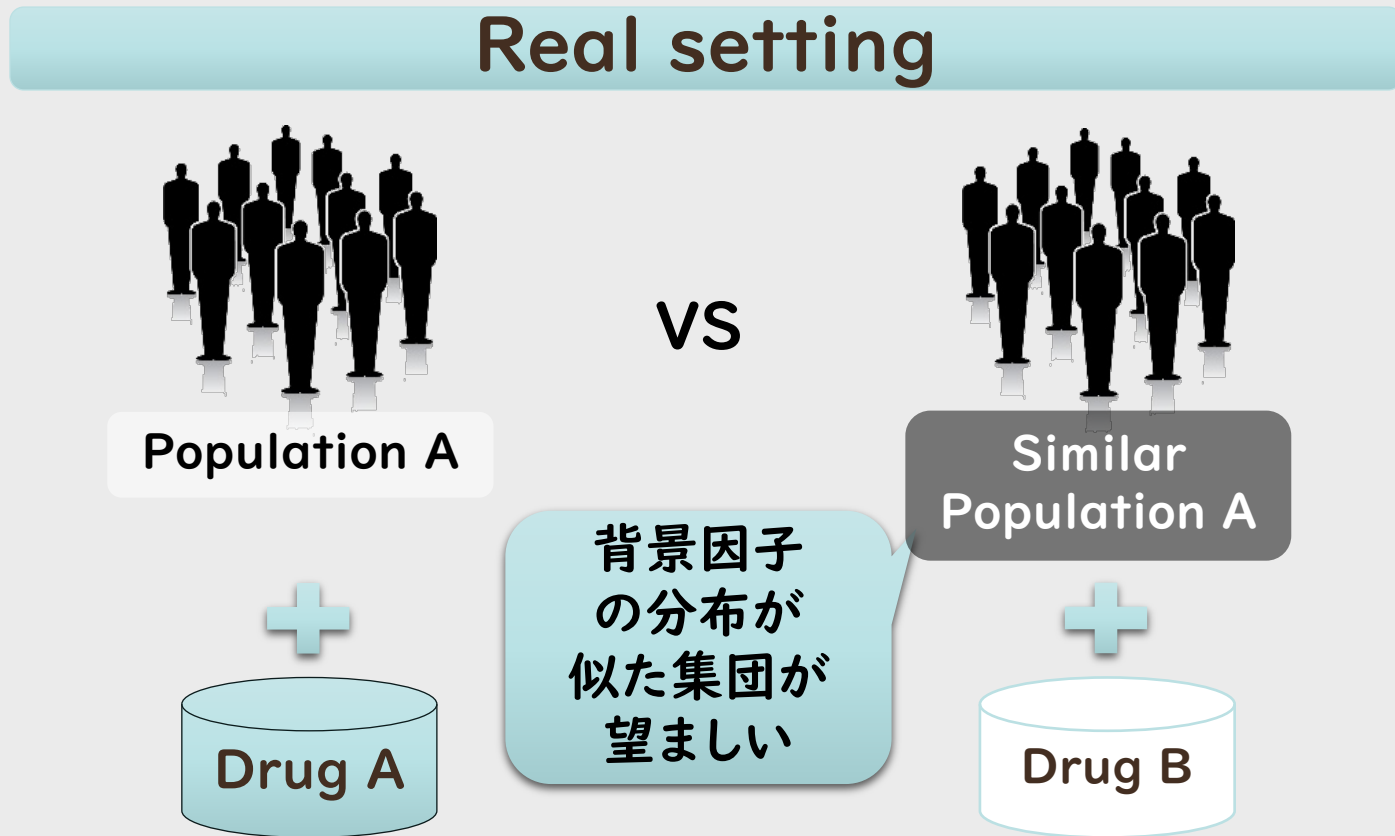 Real setting
vs
Population A
Similar
Population A
背景因子
の分布が
似た集団が
望ましい
Drug A
Drug B